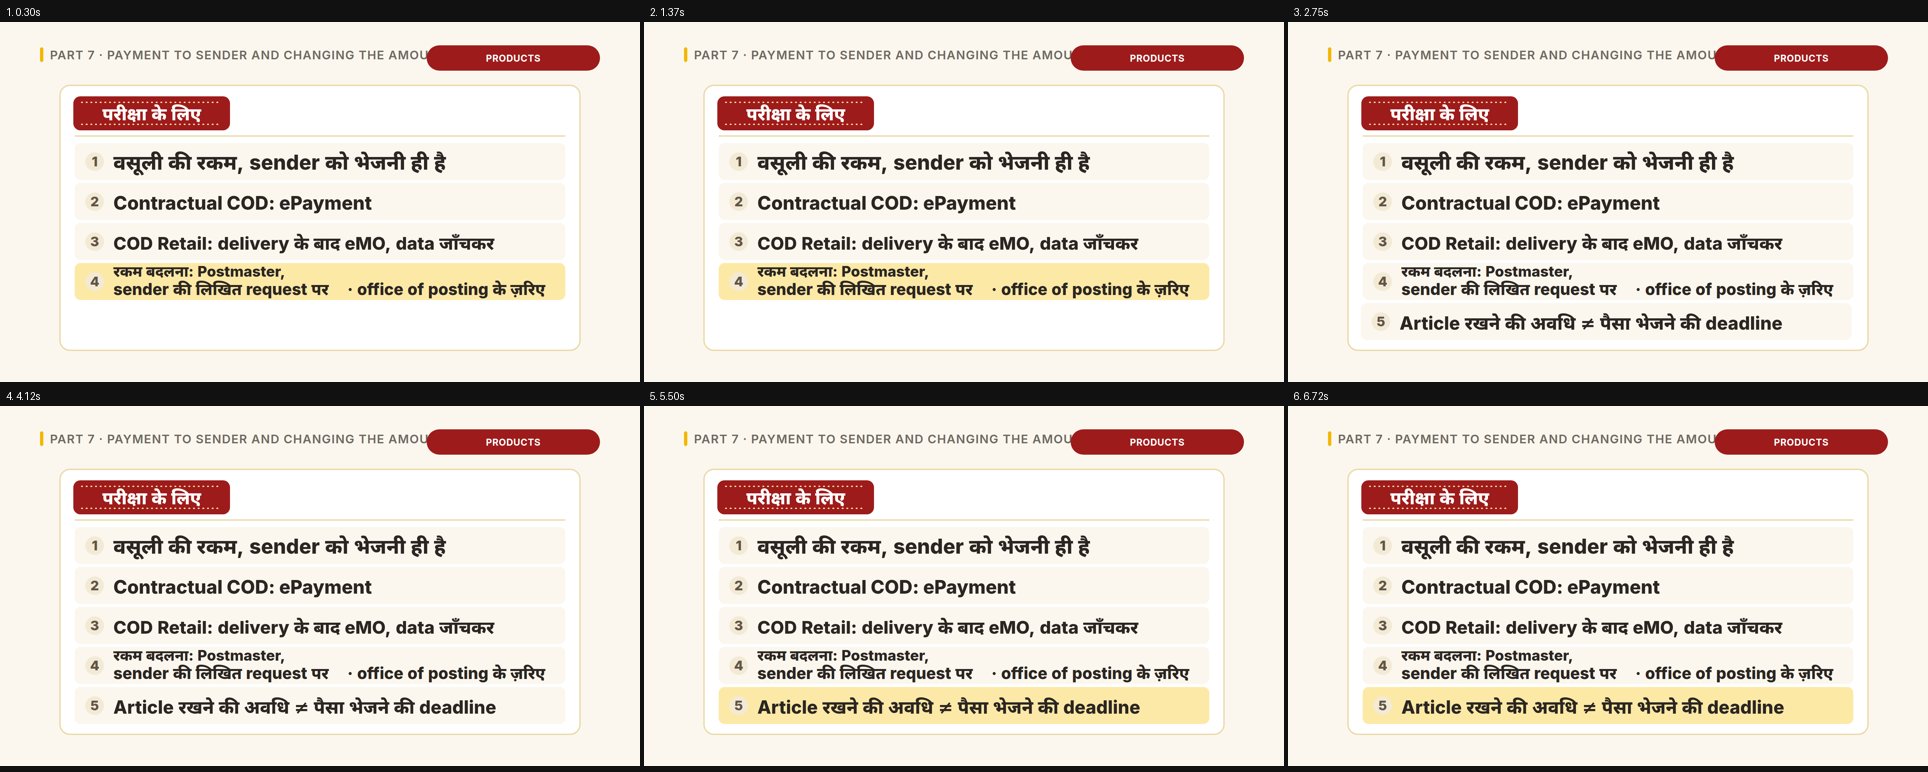 1. 0.30s
PART 7 · PAYMENT TO SENDER AND CHANGING THE AMOU
PRODUCTS
परीक्षा के लिए
1 वसूली की रकम, sender को भेजनी ही है
2 Contractual COD: ePayment
3 COD Retail: delivery के बाद eMO, data जाँचकर
4 रकम बदलना: Postmaster,
sender की लिखित request पर · office of posting के ज़रिए
2. 1.37s
PART 7 · PAYMENT TO SENDER AND CHANGING THE AMOU
PRODUCTS
परीक्षा के लिए
1 वसूली की रकम, sender को भेजनी ही है
2 Contractual COD: ePayment
3 COD Retail: delivery के बाद eMO, data जाँचकर
4 रकम बदलना: Postmaster,
sender की लिखित request पर · office of posting के ज़रिए
3. 2.75s
PART 7 · PAYMENT TO SENDER AND CHANGING THE AMOU
PRODUCTS
परीक्षा के लिए
1 वसूली की रकम, sender को भेजनी ही है
2 Contractual COD: ePayment
3 COD Retail: delivery के बाद eMO, data जाँचकर
4 रकम बदलना: Postmaster,
sender की लिखित request पर · office of posting के ज़रिए
5 Article रखने की अवधि ≠ पैसा भेजने की deadline
4. 4.12s
PART 7 · PAYMENT TO SENDER AND CHANGING THE AMOU
PRODUCTS
परीक्षा के लिए
1 वसूली की रकम, sender को भेजनी ही है
2 Contractual COD: ePayment
3 COD Retail: delivery के बाद eMO, data जाँचकर
4 रकम बदलना: Postmaster,
sender की लिखित request पर · office of posting के ज़रिए
5 Article रखने की अवधि ≠ पैसा भेजने की deadline
5. 5.50s
PART 7 · PAYMENT TO SENDER AND CHANGING THE AMOU
PRODUCTS
परीक्षा के लिए
1 वसूली की रकम, sender को भेजनी ही है
2 Contractual COD: ePayment
3 COD Retail: delivery के बाद eMO, data जाँचकर
4 रकम बदलना: Postmaster,
sender की लिखित request पर · office of posting के ज़रिए
5 Article रखने की अवधि ≠ पैसा भेजने की deadline
6. 6.72s
PART 7 · PAYMENT TO SENDER AND CHANGING THE AMOU
PRODUCTS
परीक्षा के लिए
1 वसूली की रकम, sender को भेजनी ही है
2 Contractual COD: ePayment
3 COD Retail: delivery के बाद eMO, data जाँचकर
4 रकम बदलना: Postmaster,
sender की लिखित request पर · office of posting के ज़रिए
5 Article रखने की अवधि ≠ पैसा भेजने की deadline